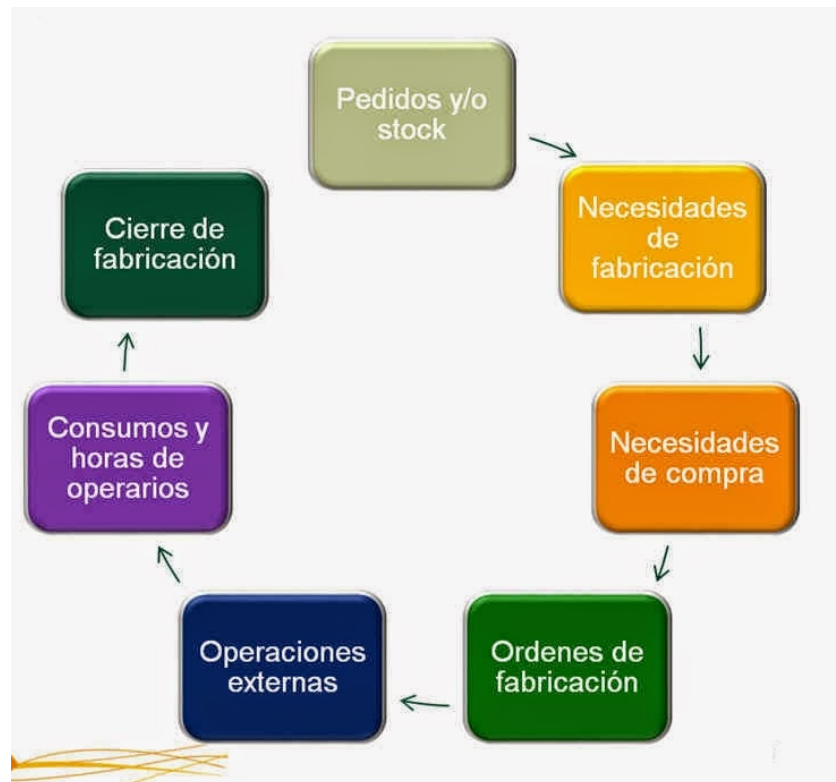 Pedidos y/o
stock
Necesidades
de
fabricación
Necesidades
de compra
Ordenes de
fabricación
Operaciones
externas
Consumos y
horas de
operarios
Cierre de
fabricación